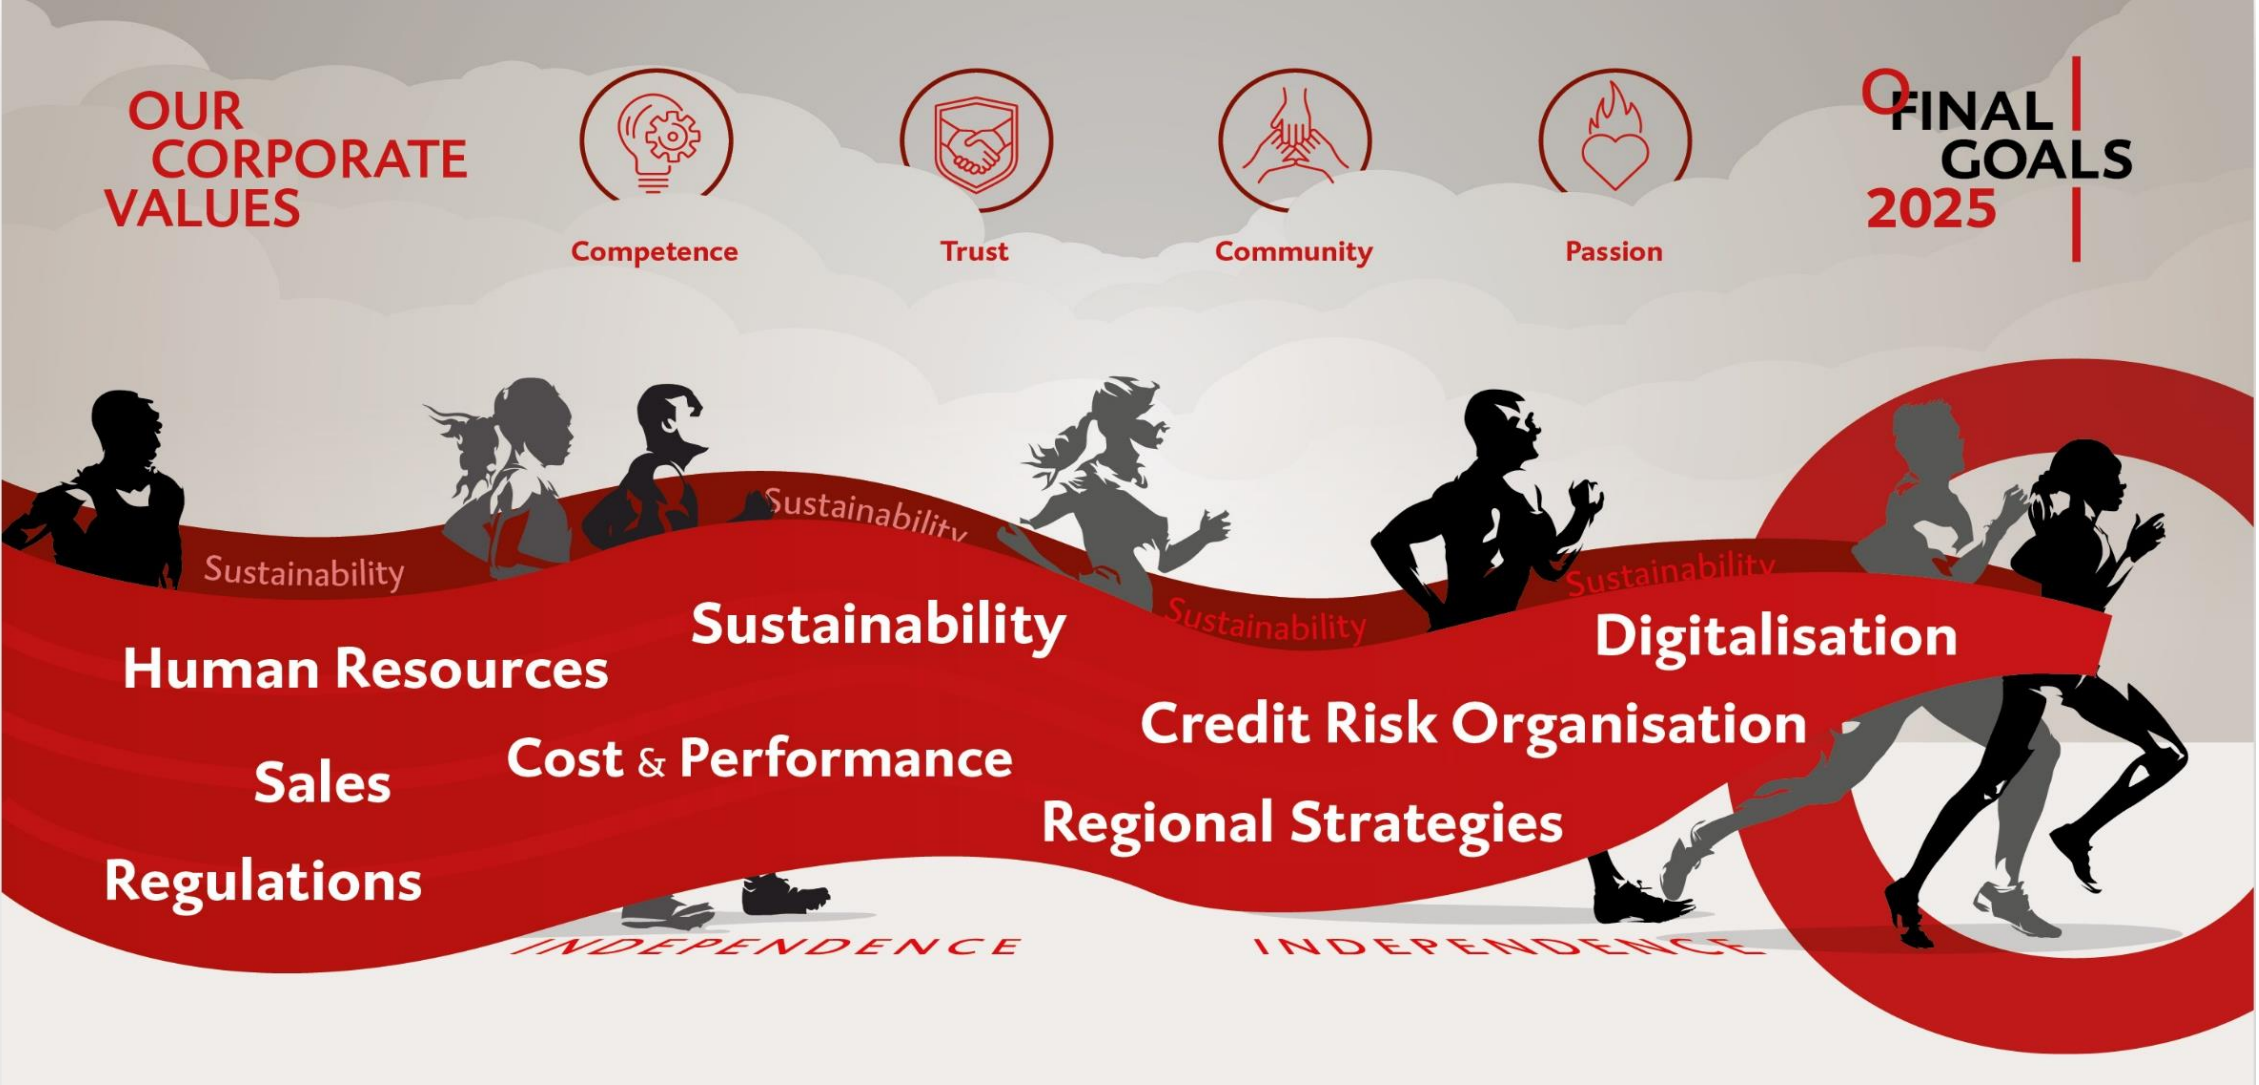 OUR
CORPORATE
VALUES
Competence
Trust
Community
Passion
OFINAL
GOALS
2025
Sustainability
Sustainability
Sustainability
Sustainability
Human Resources
Sustainability
Digitalisation
Sales
Cost & Performance
Credit Risk Organisation
Regulations
Regional Strategies
INDEPENDENCE
INDEPENDENCE